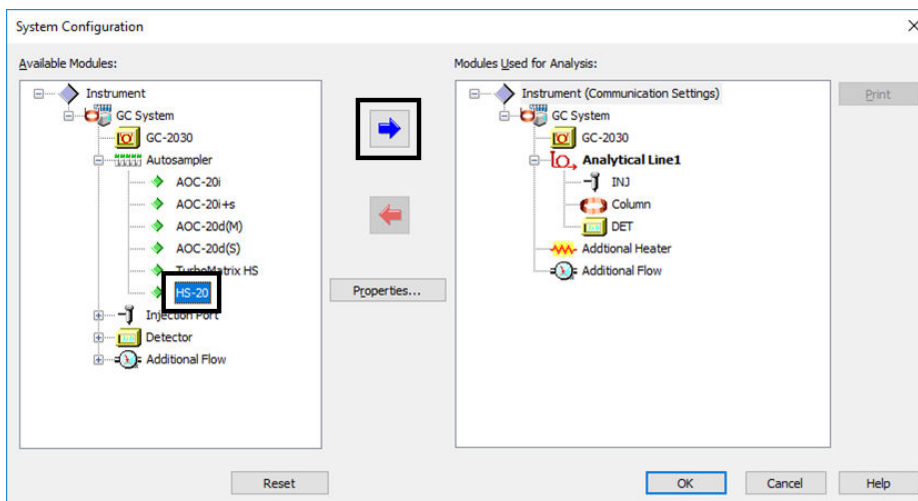 System Configuration
Available Modules:
Instrument
GC System
GC-2030
Autosampler
AOC-20i
AOC-20i+s
AOC-20d(M)
AOC-20d(S)
TurboMatrix HS
HS-20
Injection Port
Detector
Additional Flow
Properties...
Modules Used for Analysis:
Instrument (Communication Settings)
GC System
GC-2030
Analytical Line1
INJ
Column
DET
Addtional Heater
Additional Flow
Print
Reset
OK
Cancel
Help